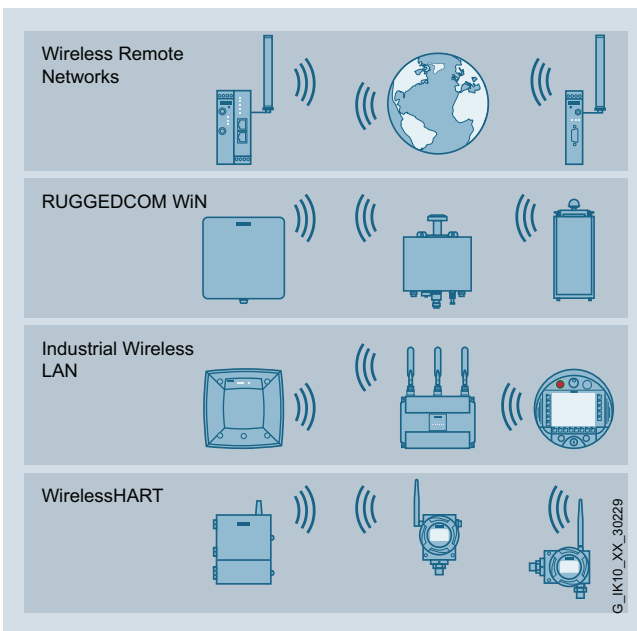 Wireless Remote
Networks
RUGGEDCOM WiN
Industrial Wireless
LAN
WirelessHART
G_IK10_XX_30229